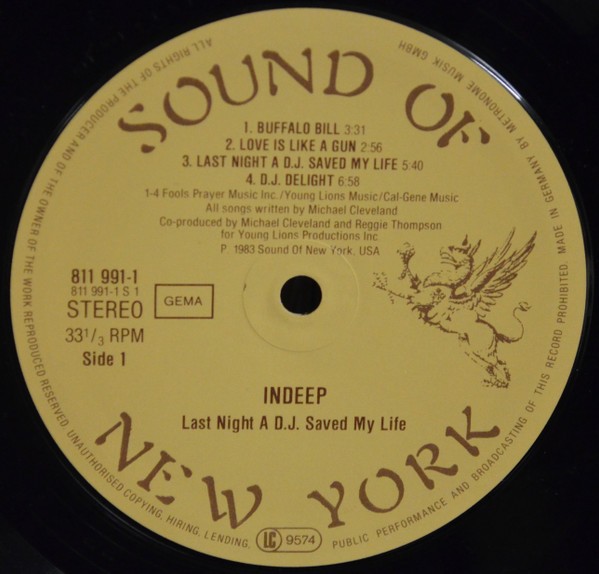 SOUND OF
1. BUFFALO BILL 3:31
2. LOVE IS LIKE A GUN 2:56
3. LAST NIGHT A D.J. SAVED MY LIFE 5:40
4. D.J. DELIGHT 6:58
1-4 Fools Prayer Music Inc./Young Lions Music/Cal-Gene Music
All songs written by Michael Cleveland
Co-produced by Michael Cleveland and Reggie Thompson
for Young Lions Productions Inc
P. 1983 Sound Of New York, USA
811 991-1
811 991-1 S 1
STEREO
GEMA
33 1/3 RPM
Side 1
INDEEP
Last Night A D.J. Saved My Life
NEW YORK
LC 9574
ALL RIGHTS OF THE PRODUCER AND OF THE OWNER OF THE WORK REPRODUCED RESERVED. UNAUTHORISED COPYING, HIRING, LENDING, PUBLIC PERFORMANCE AND BROADCASTING OF THIS RECORD PROHIBITED. MADE IN GERMANY BY METRONOME MUSIK GMBH